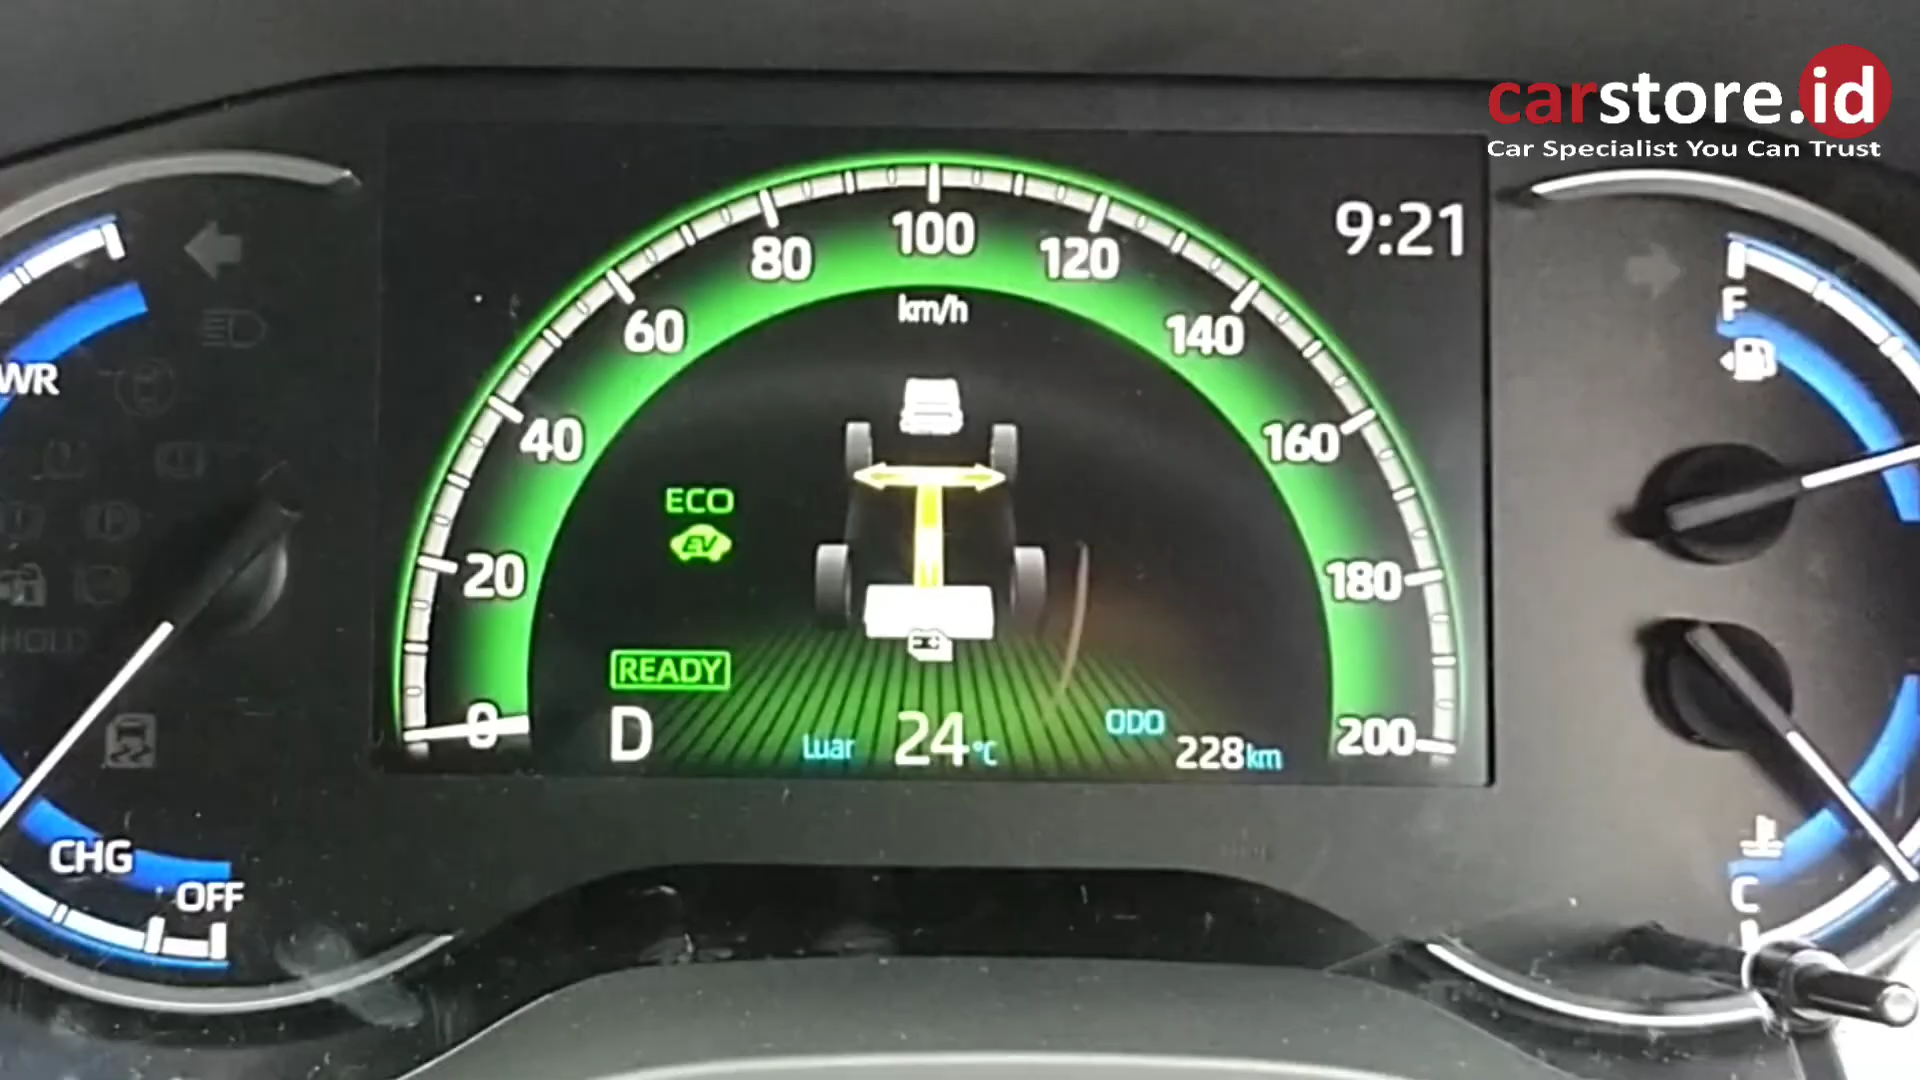 carstore.id
Car Specialist You Can Trust
9:21
0
20
40
60
80
100
120
140
160
180
200
km/h
ECO
EV
READY
D
Luar 24°C
ODO
228km
WR
CHG
OFF
HOLD
F
C